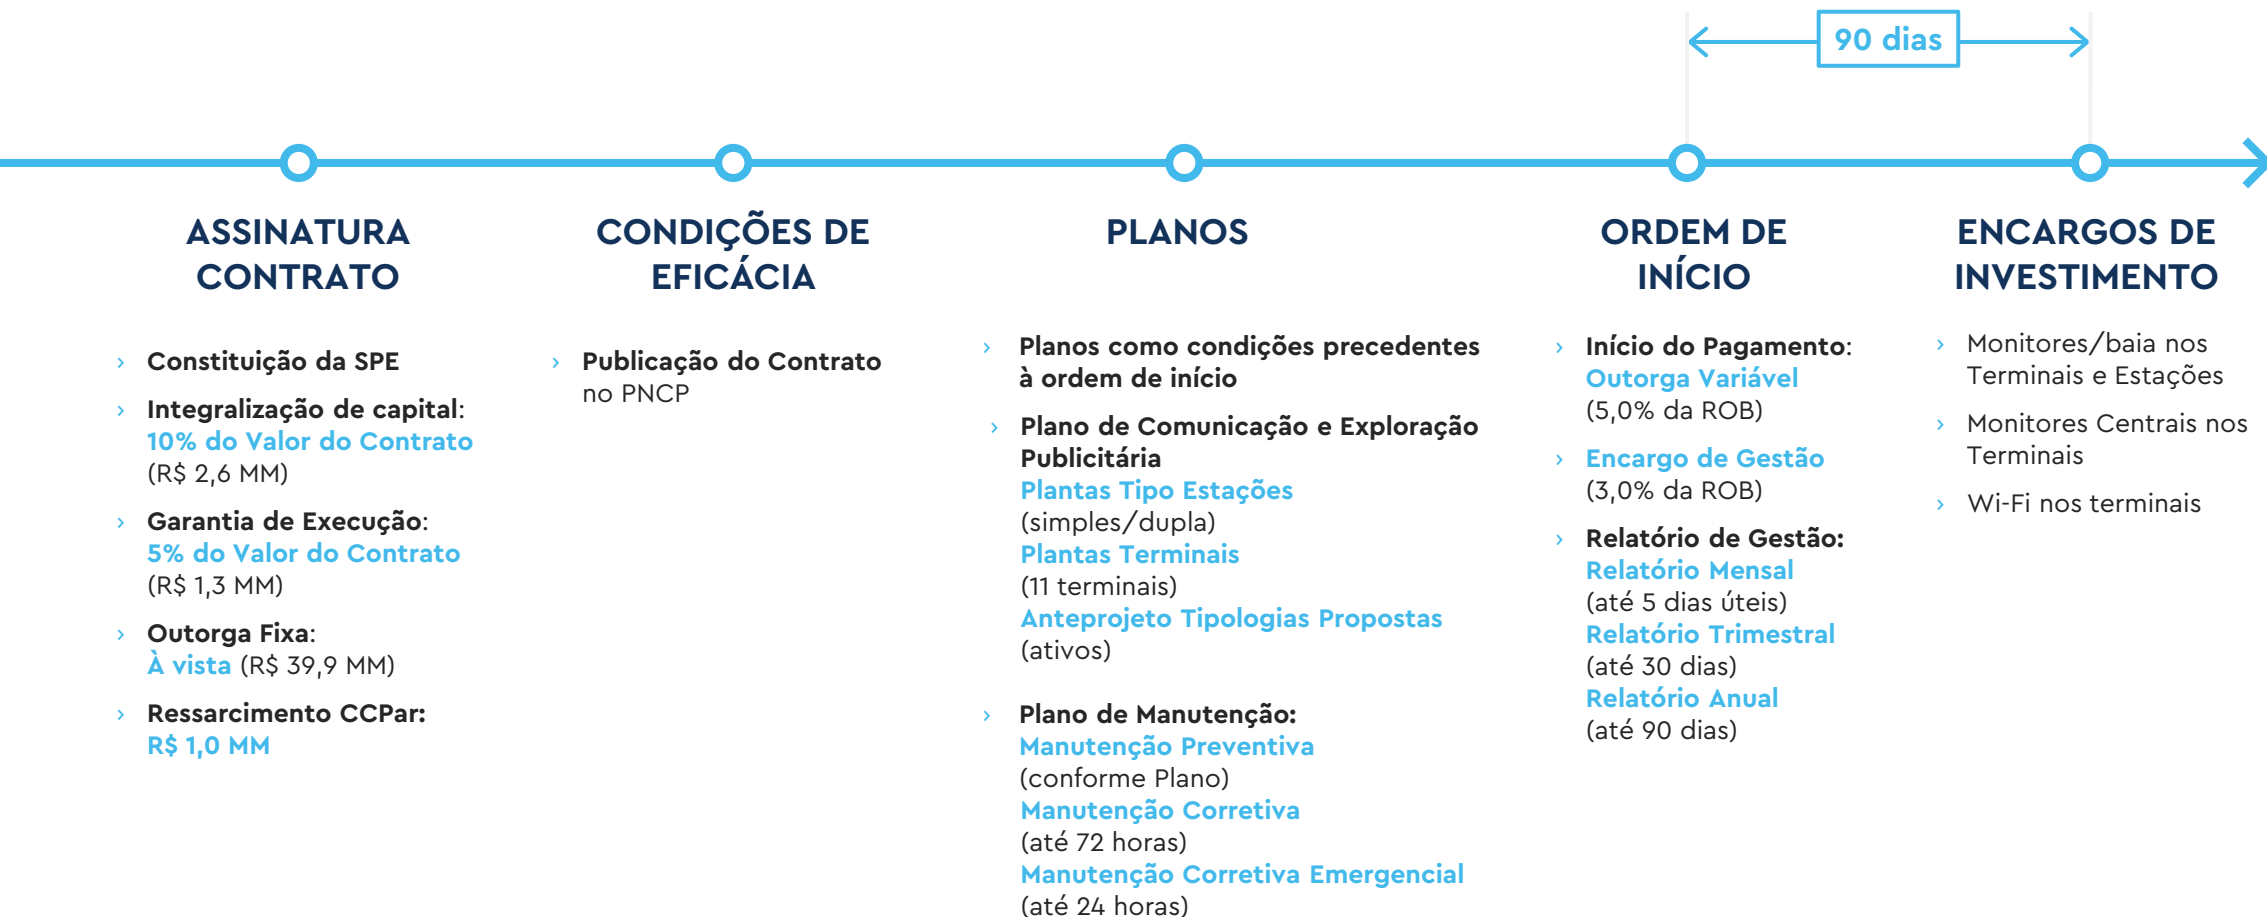 90 dias
ASSINATURA
CONTRATO
› Constituição da SPE
› Integralização de capital:
10% do Valor do Contrato
(R$ 2,6 MM)
› Garantia de Execução:
5% do Valor do Contrato
(R$ 1,3 MM)
› Outorga Fixa:
À vista (R$ 39,9 MM)
› Ressarcimento CCPar:
R$ 1,0 MM
CONDIÇÕES DE
EFICÁCIA
› Publicação do Contrato
no PNCP
PLANOS
› Planos como condições precedentes
à ordem de início
› Plano de Comunicação e Exploração
Publicitária
Plantas Tipo Estações
(simples/dupla)
Plantas Terminais
(11 terminais)
Anteprojeto Tipologias Propostas
(ativos)
› Plano de Manutenção:
Manutenção Preventiva
(conforme Plano)
Manutenção Corretiva
(até 72 horas)
Manutenção Corretiva Emergencial
(até 24 horas)
ORDEM DE
INÍCIO
› Início do Pagamento:
Outorga Variável
(5,0% da ROB)
› Encargo de Gestão
(3,0% da ROB)
› Relatório de Gestão:
Relatório Mensal
(até 5 dias úteis)
Relatório Trimestral
(até 30 dias)
Relatório Anual
(até 90 dias)
ENCARGOS DE
INVESTIMENTO
› Monitores/baia nos
Terminais e Estações
› Monitores Centrais nos
Terminais
› Wi-Fi nos terminais